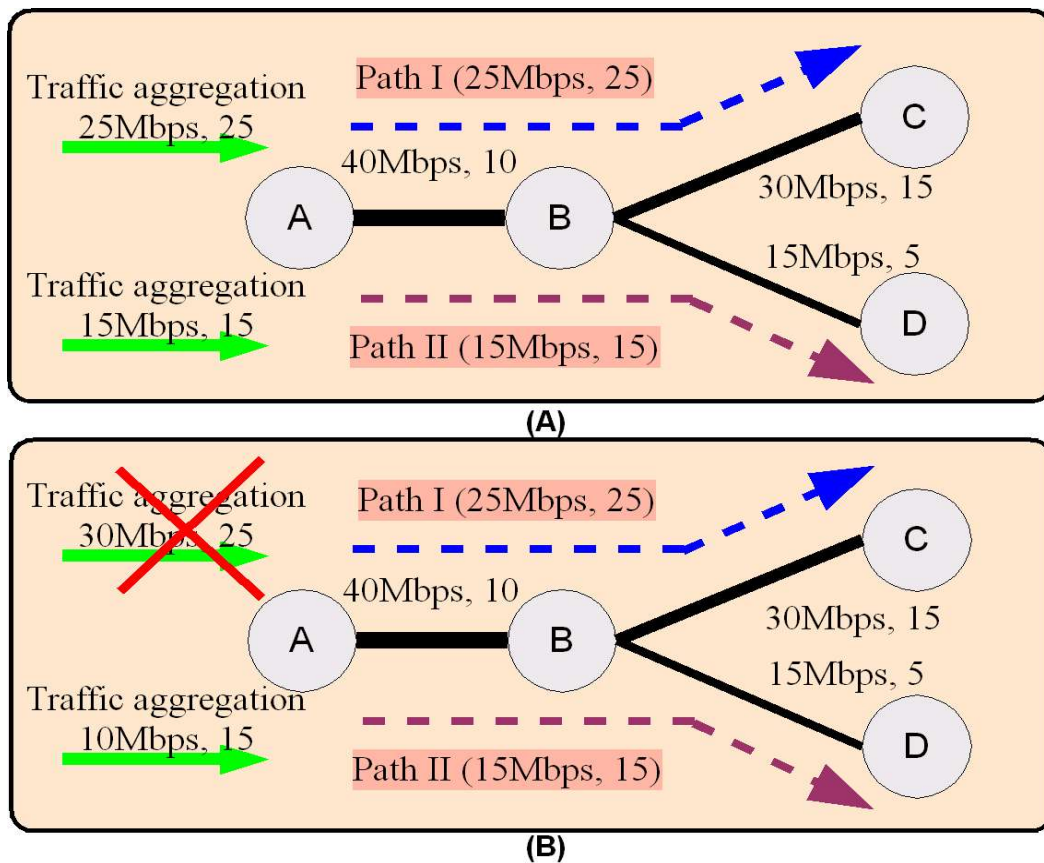 Path I (25Mbps, 25)
Traffic aggregation
25Mbps, 25
C
40Mbps, 10
30Mbps, 15
A
B
15Mbps, 5
Traffic aggregation
15Mbps, 15
D
Path II (15Mbps, 15)
(A)
Traffic aggregation
30Mbps, 25
Path I (25Mbps, 25)
C
40Mbps, 10
30Mbps, 15
A
B
15Mbps, 5
Traffic aggregation
10Mbps, 15
D
Path II (15Mbps, 15)
(B)